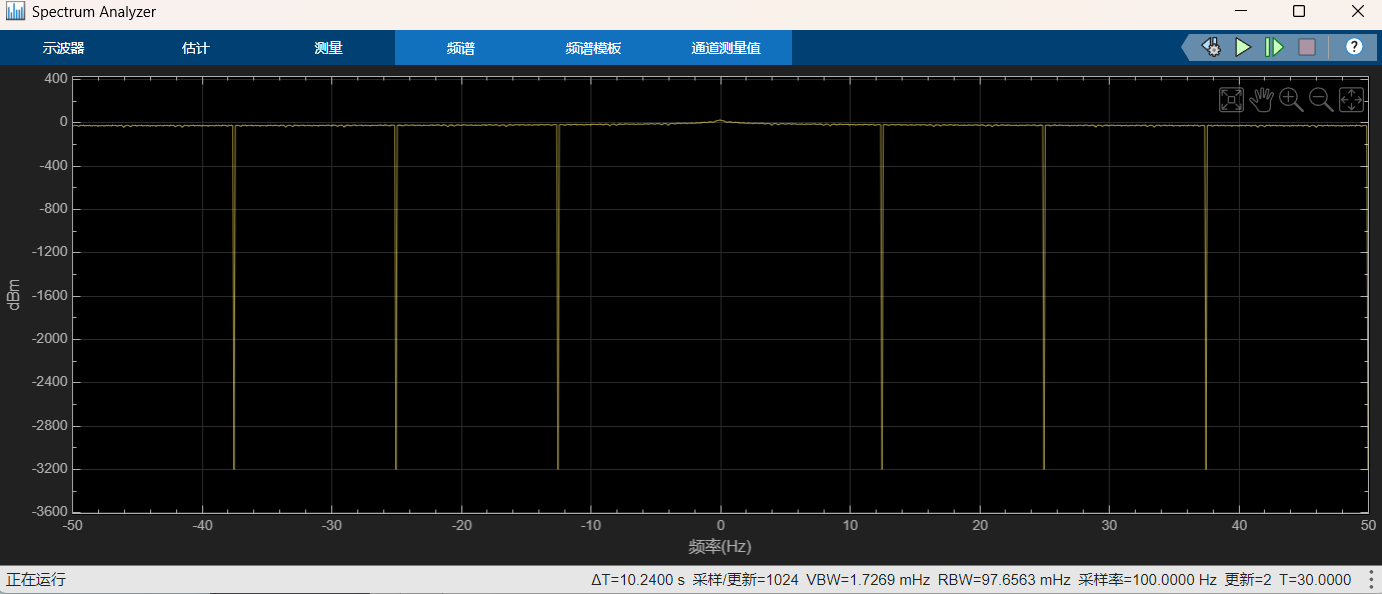 Spectrum Analyzer
示波器 估计 测量 频谱 频谱模板 通道测量值 ?
400
0
-400
-800
-1200
-1600
-2000
-2400
-2800
-3200
-3600
dBm
-50 -40 -30 -20 -10 0 10 20 30 40 50
频率(Hz)
正在运行 ΔT=10.2400 s 采样/更新=1024 VBW=1.7269 mHz RBW=97.6563 mHz 采样率=100.0000 Hz 更新=2 T=30.0000